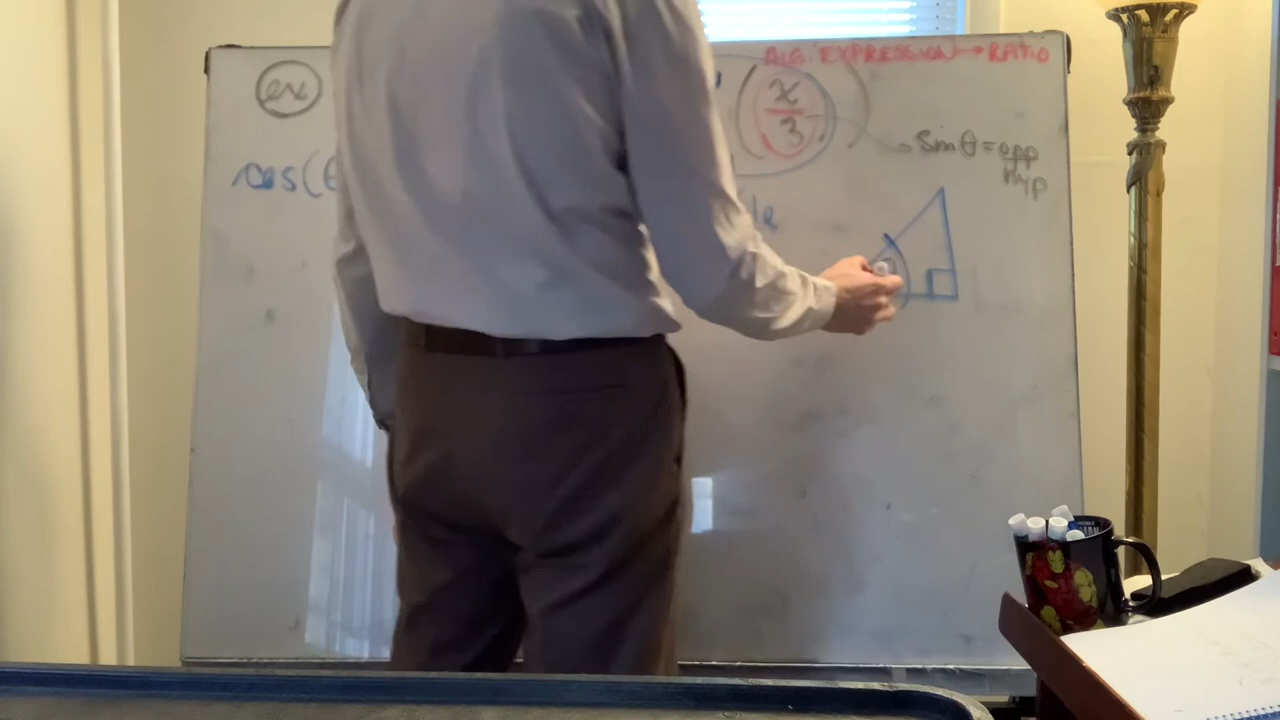 ALG. EXPRESSION → RATIO
ex
(x/3)
sin θ = opp
hyp
cos(θ